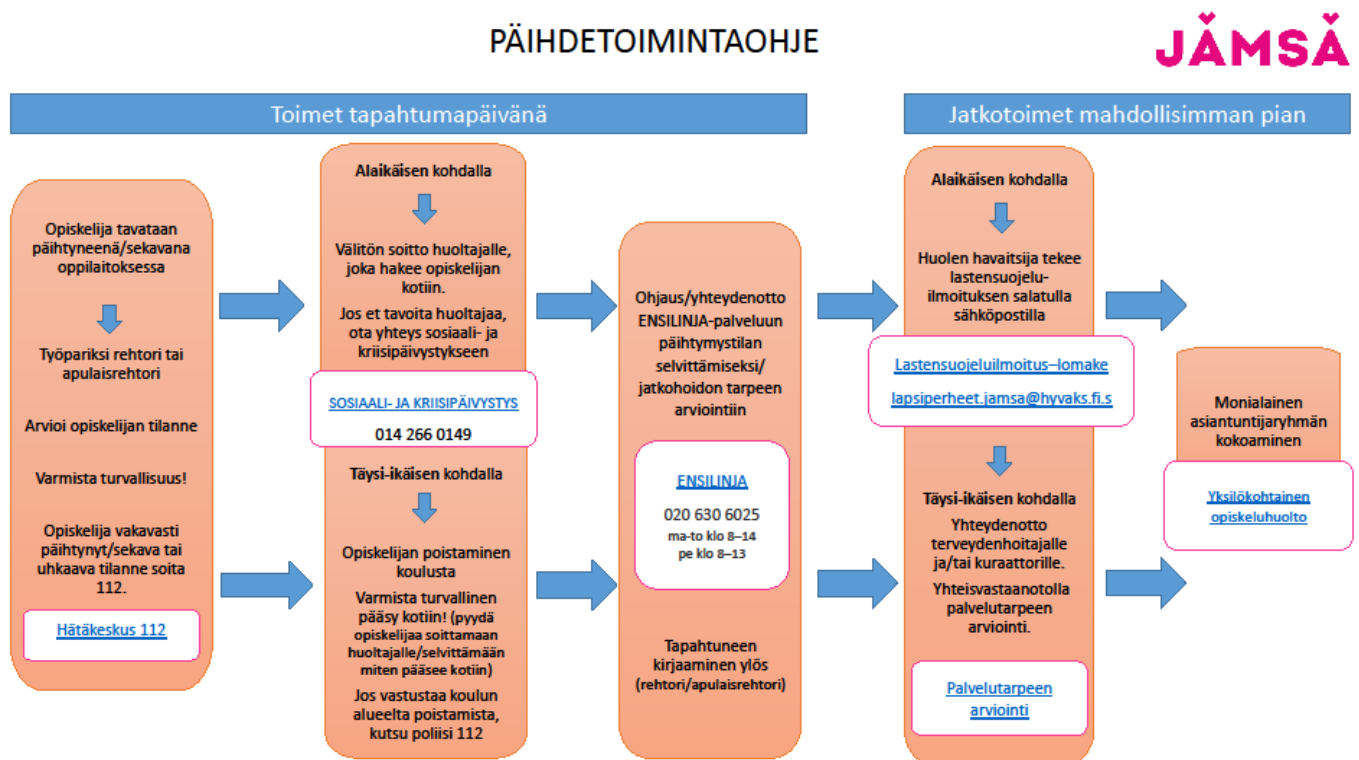 PÄIHDETOIMINTAOHJE
JÄMSÄ
Toimet tapahtumapäivänä
Jatkotoimet mahdollisimman pian
Opiskelija tavataan
päihtyneenä/sekavana
oppilaitoksessa
Työpariksi rehtori tai
apulaisrehtori
Arvioi opiskelijan tilanne
Varmista turvallisuus!
Opiskelija vakavasti
päihtynyt/sekava tai
uhkaava tilanne soita
112.
Hätäkeskus 112
Alaikäisen kohdalla
Välitön soitto huoltajalle,
joka hakee opiskelijan
kotiin.
Jos et tavoita huoltajaa,
ota yhteys sosiaali- ja
kriisipäivystykseen
SOSIAALI- JA KRIISIPÄIVYSTYS
014 266 0149
Täysi-ikäisen kohdalla
Opiskelijan poistaminen
koulusta
Varmista turvallinen
pääsy kotiin! (pyydä
opiskelijaa soittamaan
huoltajalle/selvittämään
miten pääsee kotiin)
Jos vastustaa koulun
alueelta poistamista,
kutsu poliisi 112
Ohjaus/yhteydenotto
ENSILINJA-palveluun
päihtymystilan
selvittämiseksi/
jatkohoidon tarpeen
arviointiin
ENSILINJA
020 630 6025
ma-to klo 8–14
pe klo 8–13
Tapahtuneen
kirjaaminen ylös
(rehtori/apulaisrehtori)
Alaikäisen kohdalla
Huolen havaitsija tekee
lastensuojelu-
ilmoituksen salatulla
sähköpostilla
Lastensuojeluilmoitus–lomake
lapsiperheet.jamsa@hyvaks.fi.s
Täysi-ikäisen kohdalla
Yhteydenotto
terveydenhoitajalle
ja/tai kuraattorille.
Yhteisvastaanotolla
palvelutarpeen
arviointi.
Palvelutarpeen
arviointi
Monialainen
asiantuntijaryhmän
kokoaminen
Yksilökohtainen
opiskeluhuolto